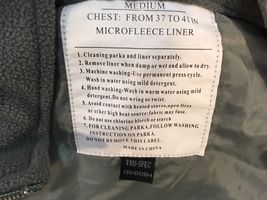 MEDIUM
CHEST: FROM 37 TO 41 IN
MICROFLEECE LINER
1. Cleaning parka and liner separately.
2. Remove liner when damp or wet and allow to dry.
3. Machine washing-Use permanent press cycle.
Wash in water using mild detergent.
4. Hand washing-Wash in warm water using mild
detergent. Do not wring or twist.
5. Avoid contact with heated stoves, open fires
or other high heat source: fabric may fuse.
6. Do not use chlorine bleach or starch
7. FOR CLEANING PARKA, FOLLOW WASHING
INSTRUCTION ON PARKA.
DO NOT REMOVE THIS LABEL.
MADE IN CHINA
TRU-SPEC